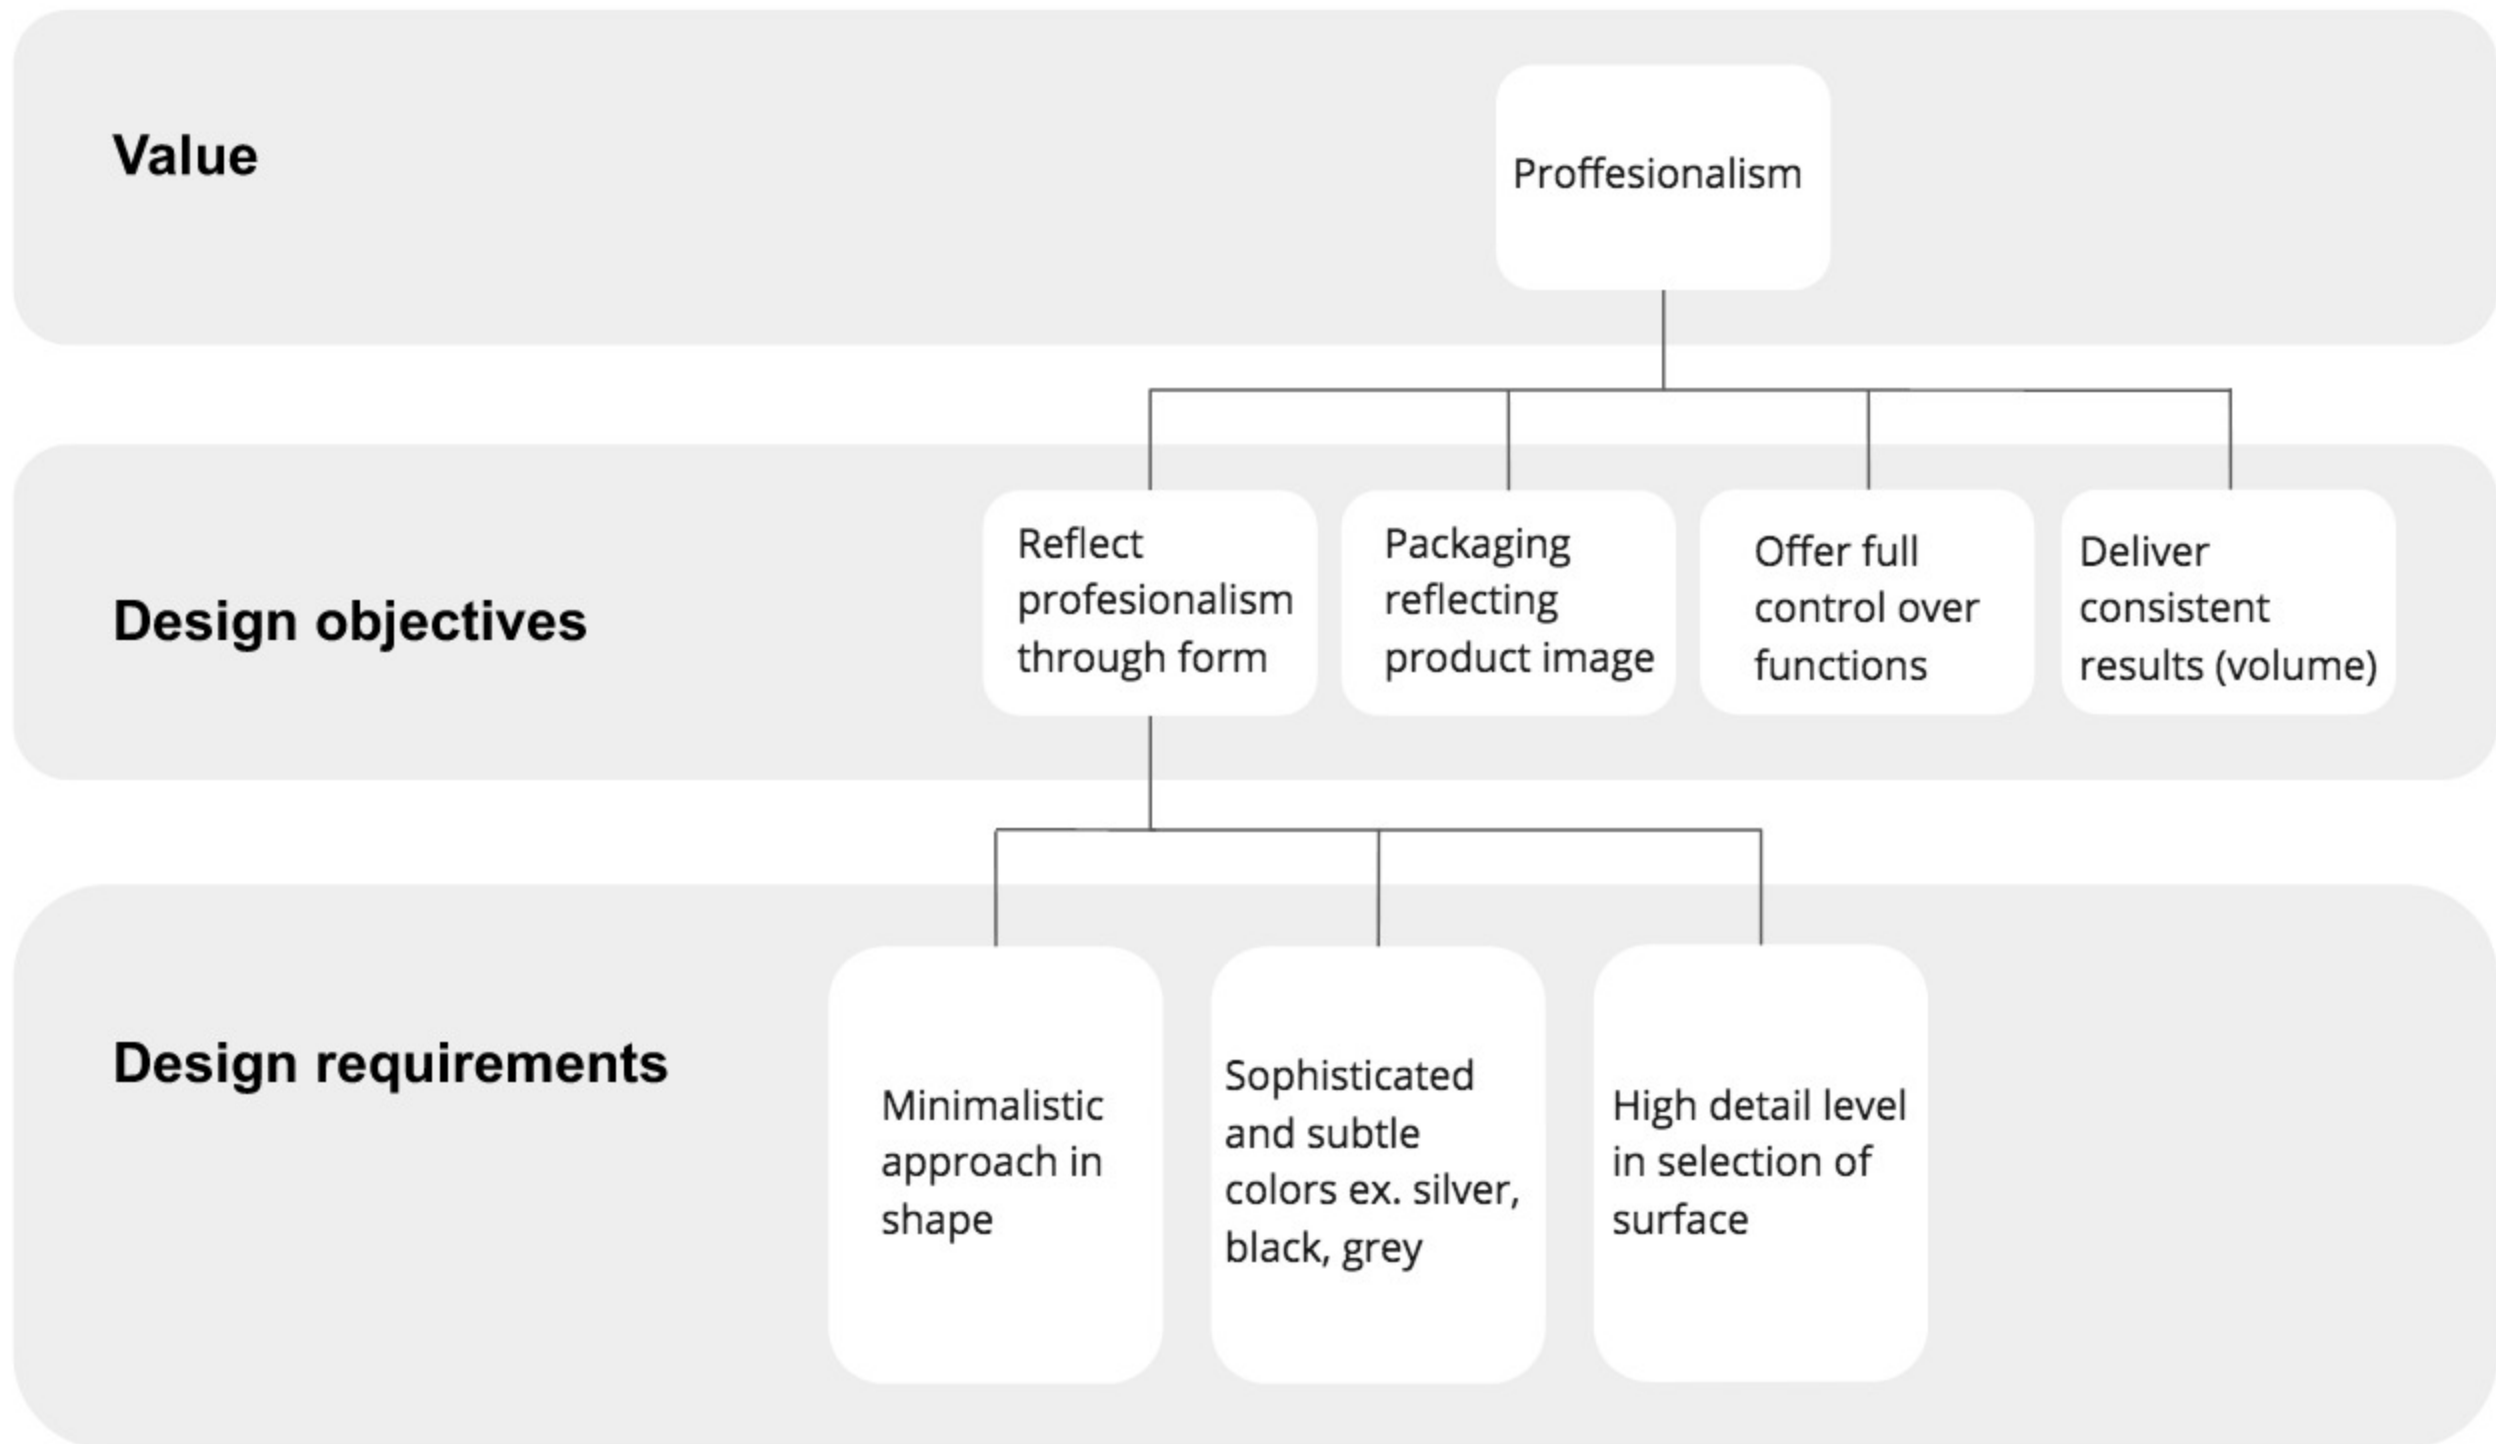 Value
Proffesionalism
Design objectives
Reflect
profesionalism
through form
Packaging
reflecting
product image
Offer full
control over
functions
Deliver
consistent
results (volume)
Design requirements
Minimalistic
approach in
shape
Sophisticated
and subtle
colors ex. silver,
black, grey
High detail level
in selection of
surface